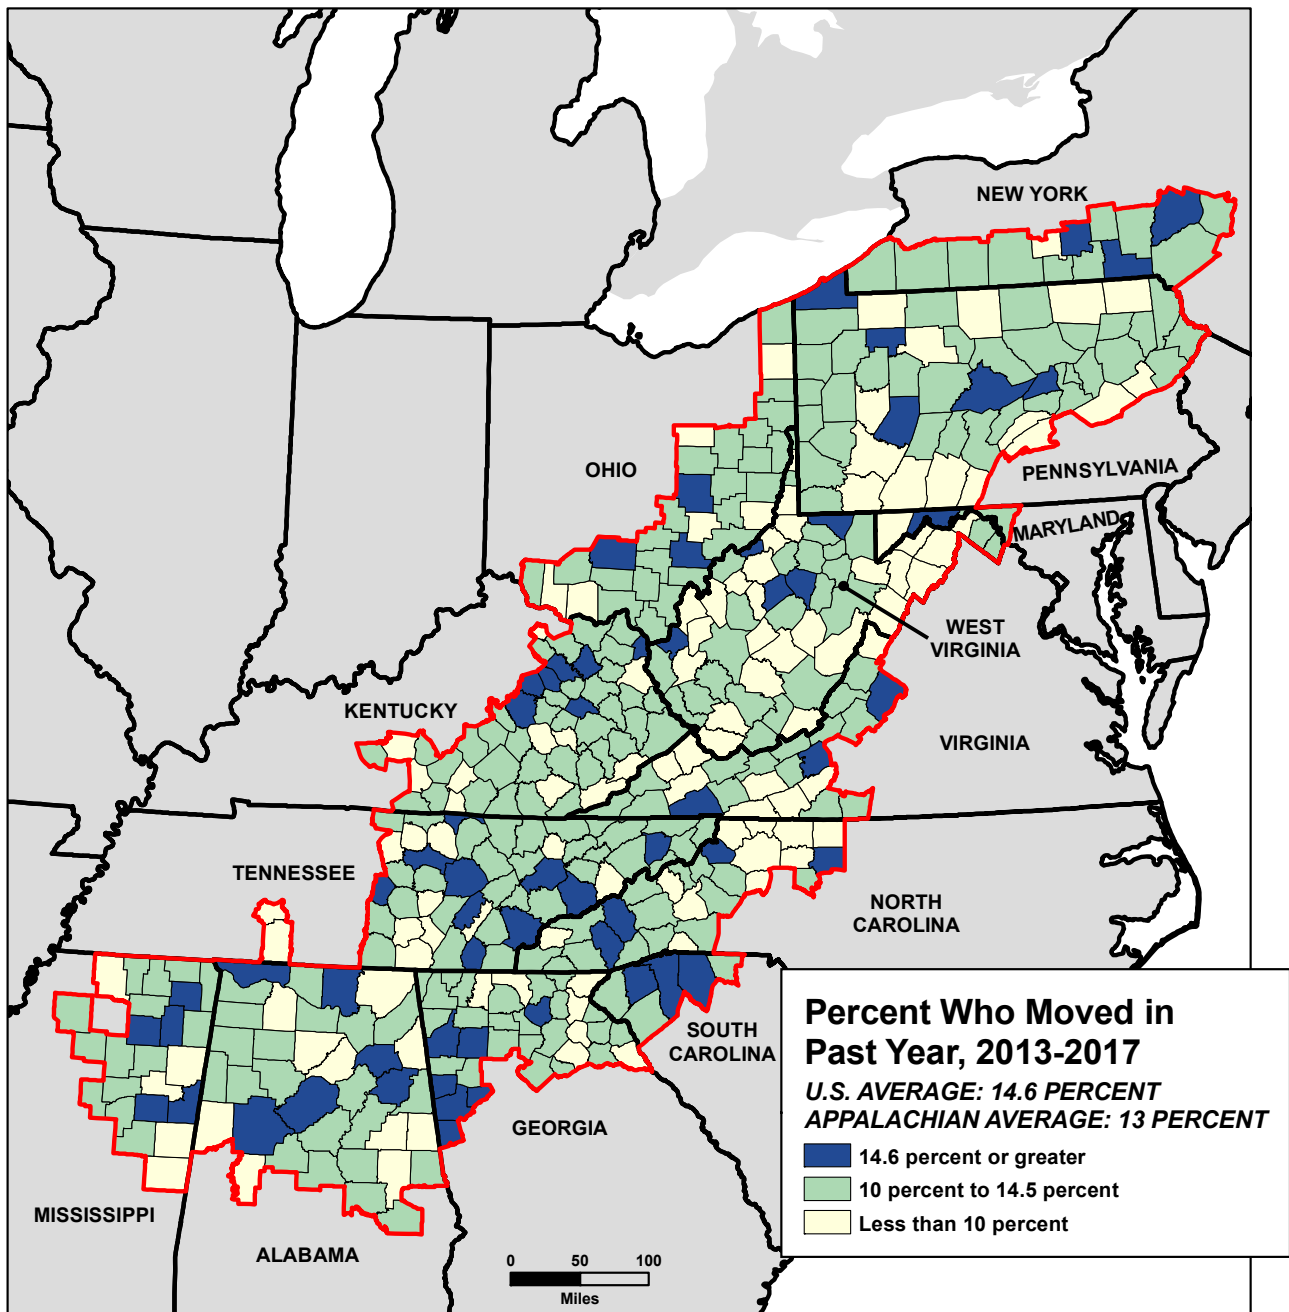 NEW YORK
OHIO
PENNSYLVANIA
MARYLAND
WEST
VIRGINIA
KENTUCKY
VIRGINIA
TENNESSEE
NORTH
CAROLINA
SOUTH
CAROLINA
GEORGIA
MISSISSIPPI
ALABAMA
Percent Who Moved in
Past Year, 2013-2017
U.S. AVERAGE: 14.6 PERCENT
APPALACHIAN AVERAGE: 13 PERCENT
14.6 percent or greater
10 percent to 14.5 percent
Less than 10 percent
0 50 100
Miles